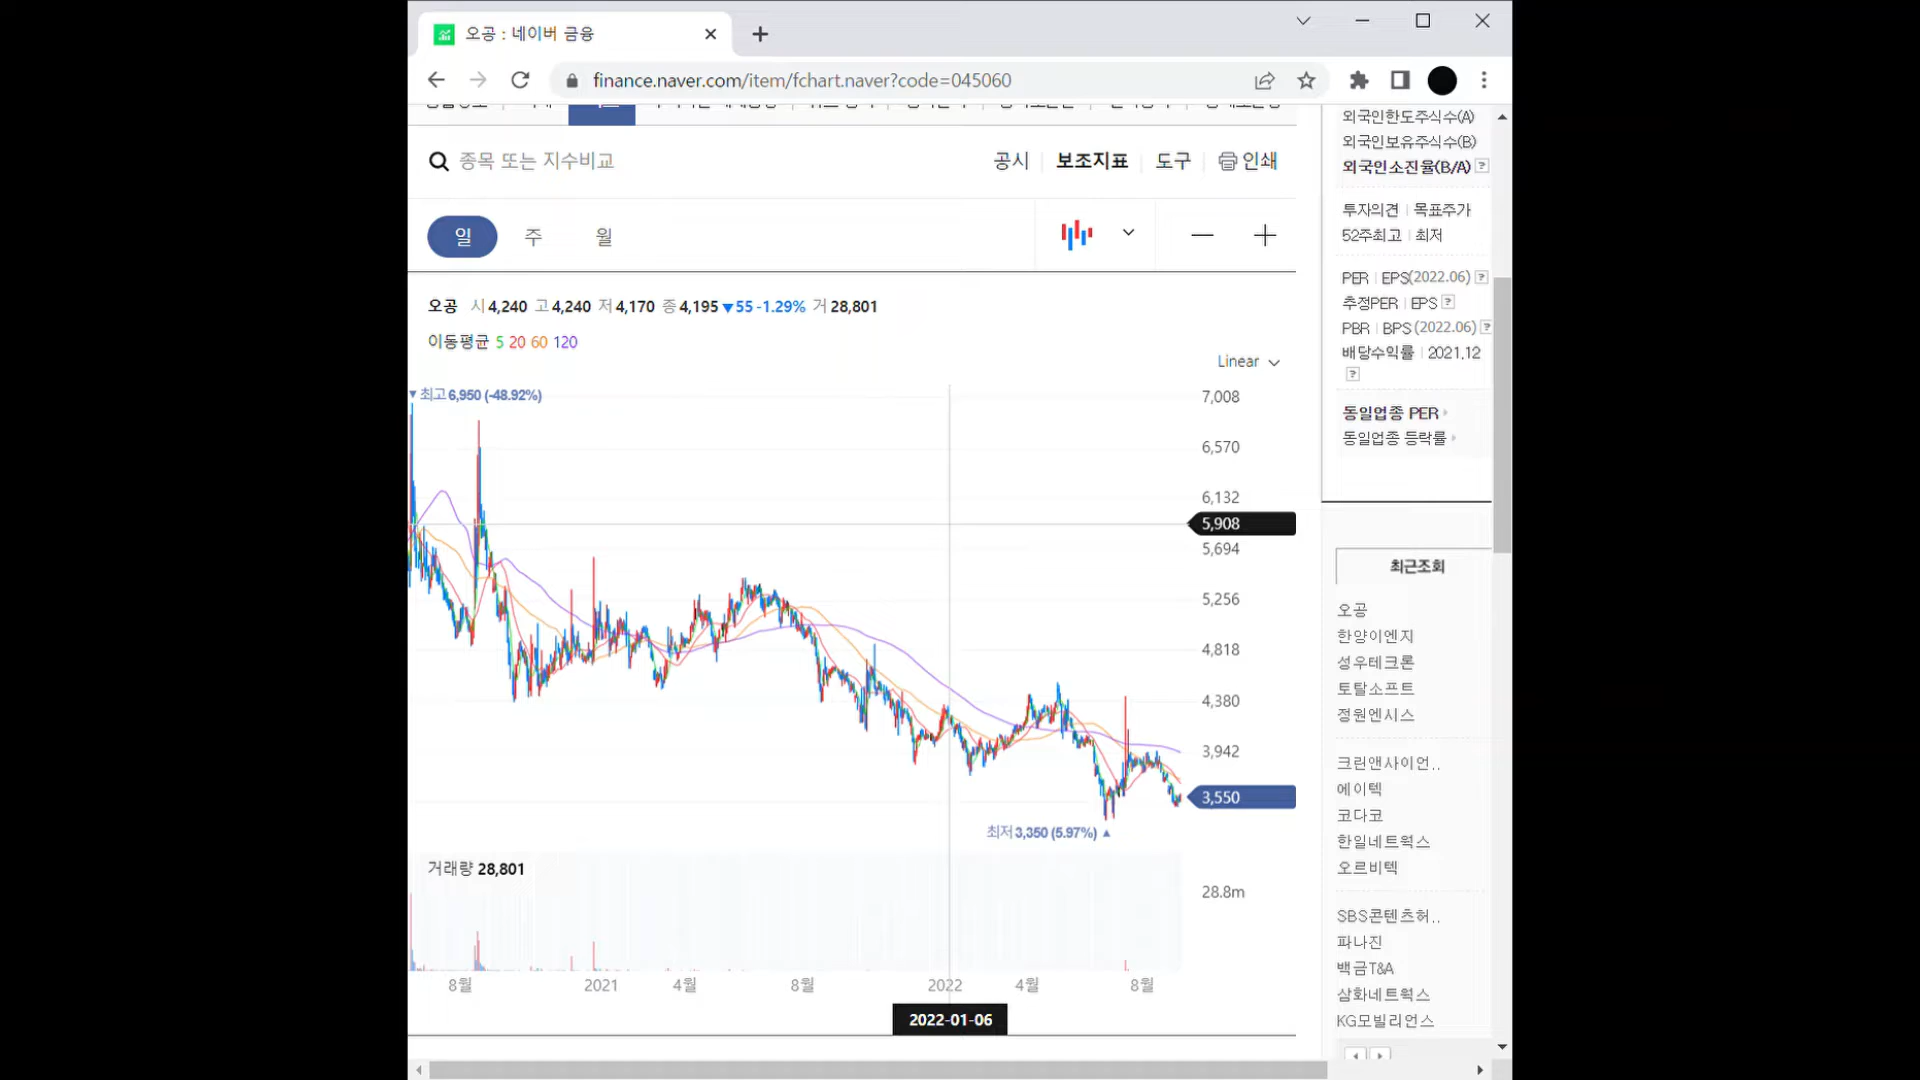 오공 : 네이버 금융
finance.naver.com/item/fchart.naver?code=045060
종목 또는 지수비교
공시 보조지표 도구 인쇄
일 주 월
오공 시 4,240 고 4,240 저 4,170 종 4,195 ▼55 -1.29% 거 28,801
이동평균 5 20 60 120
Linear
▼최고 6,950 (-48.92%)
7,008
6,570
6,132
5,908
5,694
5,256
4,818
4,380
3,942
3,550
최저 3,350 (5.97%) ▲
거래량 28,801
28.8m
8월 2021 4월 8월 2022 4월 8월
2022-01-06
외국인한도주식수(A)
외국인보유주식수(B)
외국인소진율(B/A) ?
투자의견 | 목표주가
52주최고 | 최저
PER | EPS(2022.06) ?
추정PER | EPS ?
PBR | BPS (2022.06) ?
배당수익률 | 2021.12
?
동일업종 PER
동일업종 등락률
최근조회
오공
한양이엔지
성우테크론
토탈소프트
정원엔시스
크린앤사이언..
에이텍
코다코
한일네트웍스
오르비텍
SBS콘텐츠허..
파나진
백금T&A
삼화네트웍스
KG모빌리언스